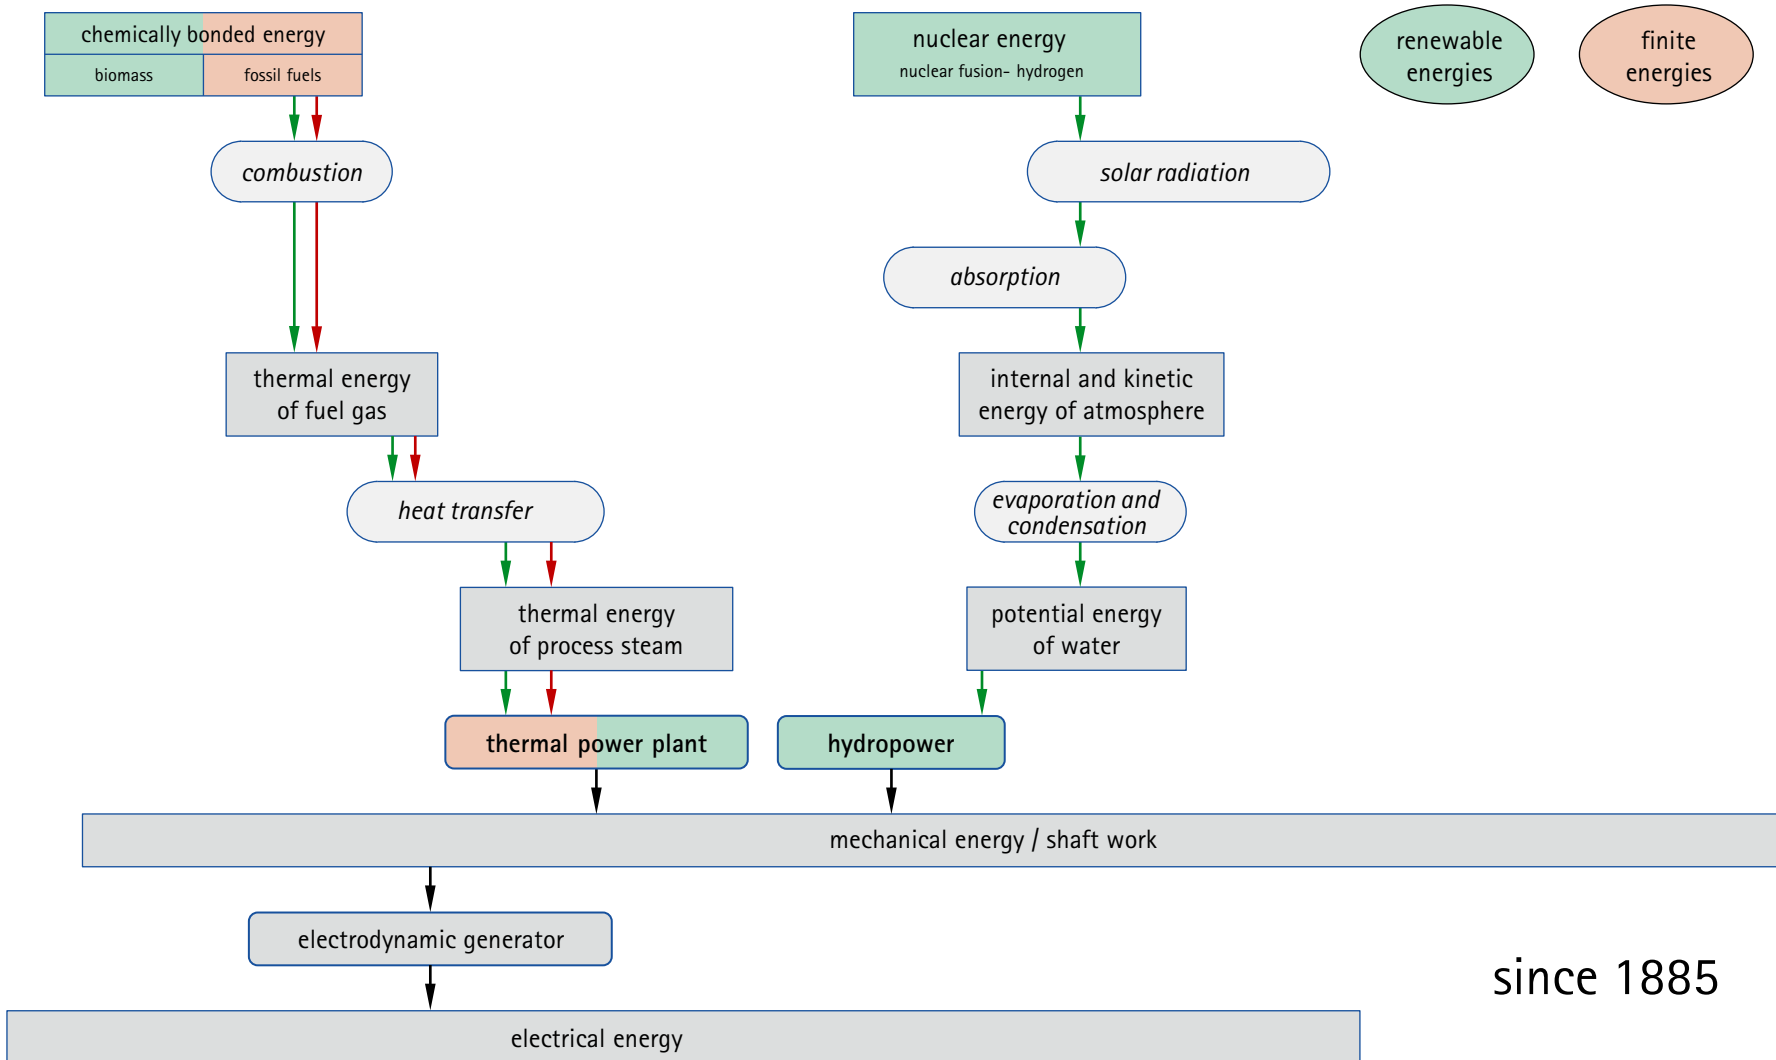 chemically bonded energy
biomass
fossil fuels
nuclear energy
nuclear fusion- hydrogen
renewable
energies
finite
energies
combustion
solar radiation
absorption
thermal energy
of fuel gas
internal and kinetic
energy of atmosphere
heat transfer
evaporation and
condensation
thermal energy
of process steam
potential energy
of water
thermal power plant
hydropower
mechanical energy / shaft work
electrodynamic generator
since 1885
electrical energy